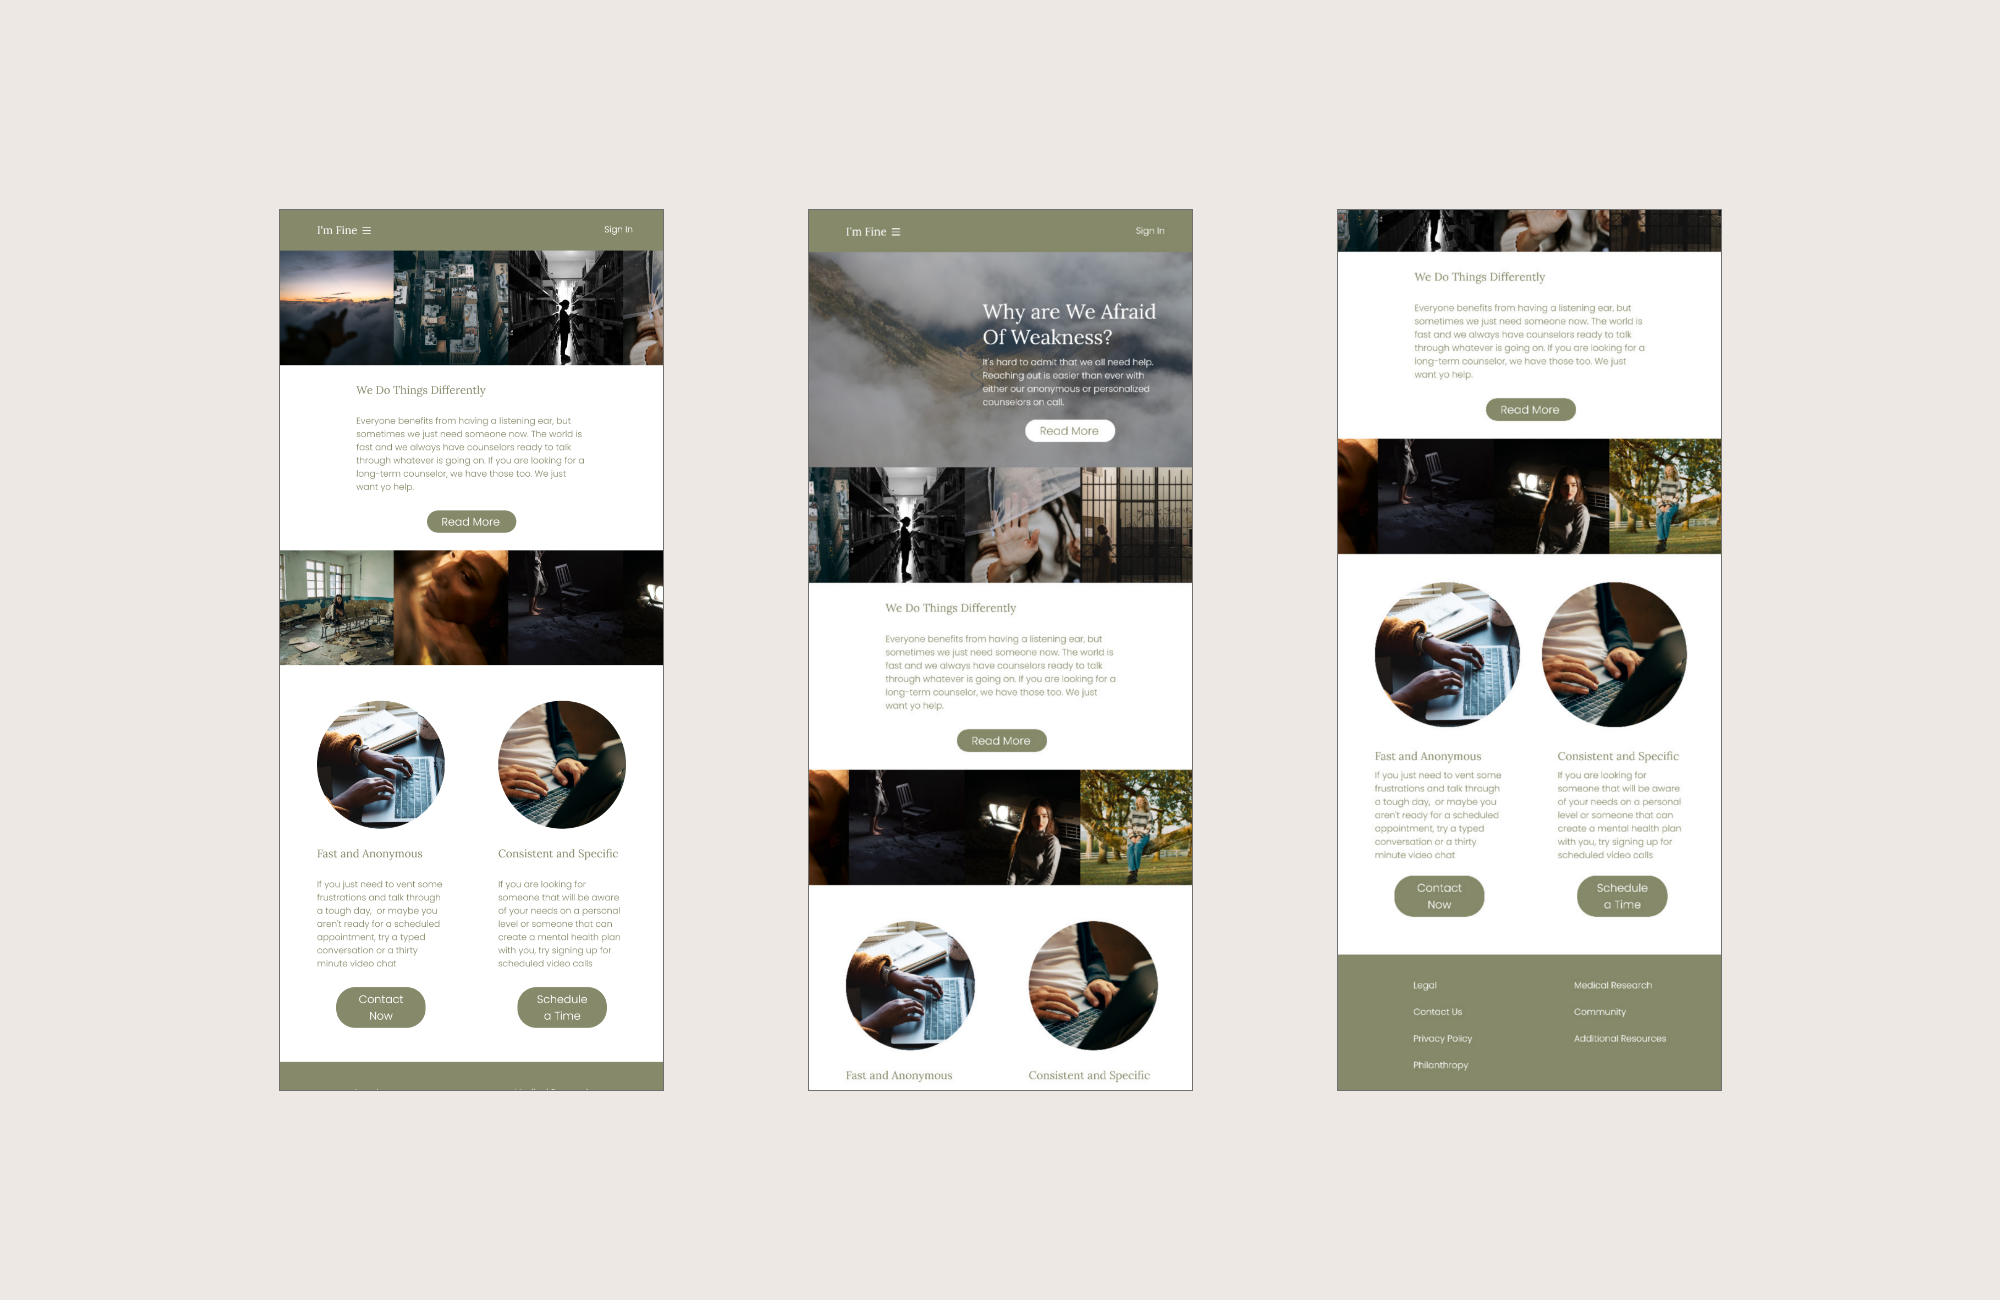 I'm Fine
Sign In
We Do Things Differently
Everyone benefits from having a listening ear, but
sometimes we just need someone now. The world is
fast and we always have counselors ready to talk
through whatever is going on. If you are looking for a
long-term counselor, we have those too. We just
want yo help.
Read More
Fast and Anonymous
If you just need to vent some
frustrations and talk through
a tough day, or maybe you
aren't ready for a scheduled
appointment, try a typed
conversation or a thirty
minute video chat
Contact
Now
Consistent and Specific
If you are looking for
someone that will be aware
of your needs on a personal
level or someone that can
create a mental health plan
with you, try signing up for
scheduled video calls
Schedule
a Time
I'm Fine
Sign In
Why are We Afraid
Of Weakness?
It's hard to admit that we all need help.
Reaching out is easier than ever with
either our anonymous or personalized
counselors on call.
Read More
We Do Things Differently
Everyone benefits from having a listening ear, but
sometimes we just need someone now. The world is
fast and we always have counselors ready to talk
through whatever is going on. If you are looking for a
long-term counselor, we have those too. We just
want yo help.
Read More
Fast and Anonymous
Consistent and Specific
We Do Things Differently
Everyone benefits from having a listening ear, but
sometimes we just need someone now. The world is
fast and we always have counselors ready to talk
through whatever is going on. If you are looking for a
long-term counselor, we have those too. We just
want yo help.
Read More
Fast and Anonymous
If you just need to vent some
frustrations and talk through
a tough day, or maybe you
aren't ready for a scheduled
appointment, try a typed
conversation or a thirty
minute video chat
Contact
Now
Consistent and Specific
If you are looking for
someone that will be aware
of your needs on a personal
level or someone that can
create a mental health plan
with you, try signing up for
scheduled video calls
Schedule
a Time
Legal
Contact Us
Privacy Policy
Philanthropy
Medical Research
Community
Additional Resources